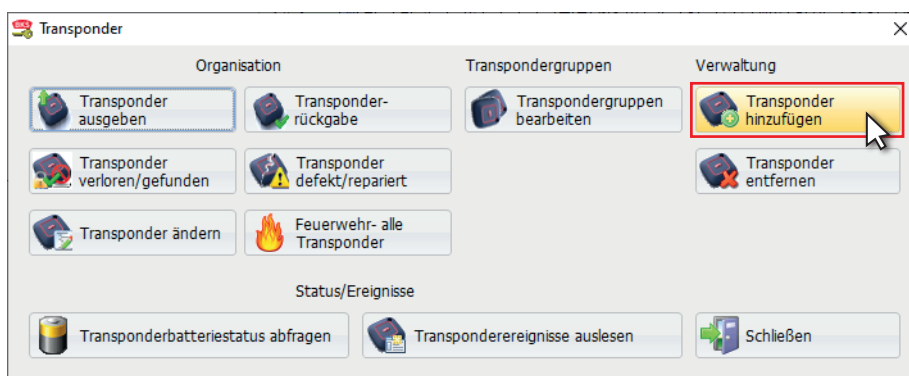 BKS
Transponder
Organisation
Transpondergruppen
Verwaltung
Transponder
ausgeben
Transponder-
rückgabe
Transpondergruppen
bearbeiten
Transponder
hinzufügen
Transponder
verloren/gefunden
Transponder
defekt/repariert
Transponder
entfernen
Transponder ändern
Feuerwehr- alle
Transponder
Status/Ereignisse
Transponderbatteriestatus abfragen
Transponderereignisse auslesen
Schließen